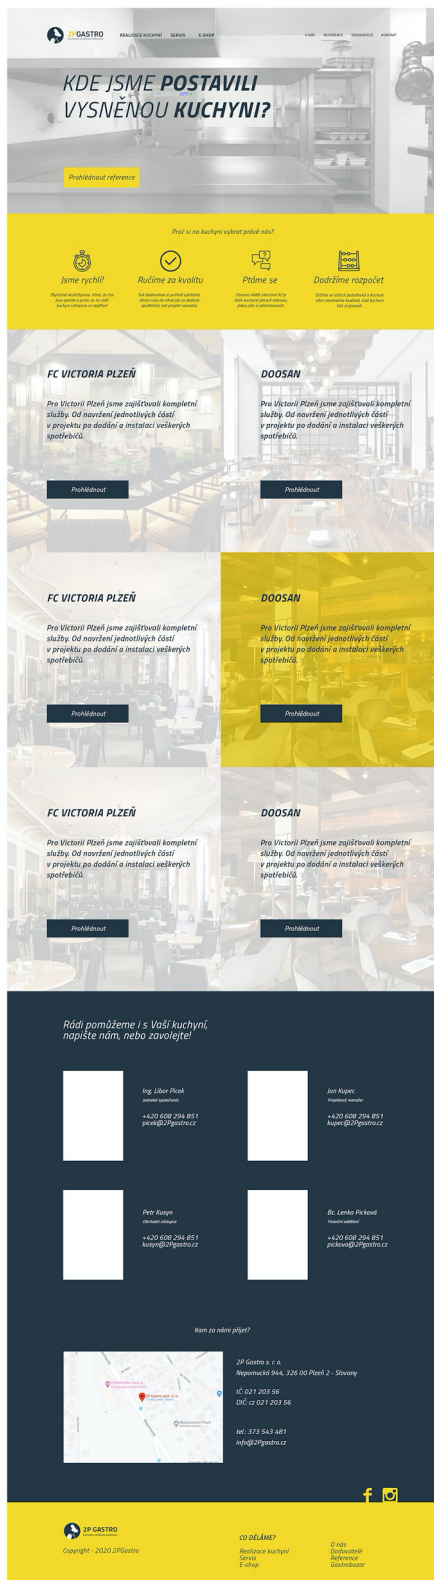 2PGASTRO
REALIZACE KUCHYNÍ SERVIS E-SHOP
O NÁS REFERENCE DODAVATELÉ KONTAKT
KDE JSME POSTAVILI
VYSNĚNOU KUCHYNI?
Prohlédnout reference
Proč si na kuchyni vybrat právě nás?
Jsme rychlí?
Ručíme za kvalitu
Ptáme se
Dodržíme rozpočet
FC VICTORIA PLZEŇ
Pro Victorii Plzeň jsme zajišťovali kompletní
služby. Od navržení jednotlivých částí
v projektu po dodání a instalaci veškerých
spotřebičů.
Prohlédnout
DOOSAN
Pro Victorii Plzeň jsme zajišťovali kompletní
služby. Od navržení jednotlivých částí
v projektu po dodání a instalaci veškerých
spotřebičů.
Prohlédnout
FC VICTORIA PLZEŇ
Pro Victorii Plzeň jsme zajišťovali kompletní
služby. Od navržení jednotlivých částí
v projektu po dodání a instalaci veškerých
spotřebičů.
Prohlédnout
DOOSAN
Pro Victorii Plzeň jsme zajišťovali kompletní
služby. Od navržení jednotlivých částí
v projektu po dodání a instalaci veškerých
spotřebičů.
Prohlédnout
FC VICTORIA PLZEŇ
Pro Victorii Plzeň jsme zajišťovali kompletní
služby. Od navržení jednotlivých částí
v projektu po dodání a instalaci veškerých
spotřebičů.
Prohlédnout
DOOSAN
Pro Victorii Plzeň jsme zajišťovali kompletní
služby. Od navržení jednotlivých částí
v projektu po dodání a instalaci veškerých
spotřebičů.
Prohlédnout
Rádi pomůžeme i s Vaší kuchyní,
napište nám, nebo zavolejte!
Ing. Libor Picek
jednatel společnosti
+420 608 294 851
picek@2Pgastro.cz
Jan Kupec
Projektový manažer
+420 608 294 851
kupec@2Pgastro.cz
Petr Kusyn
Obchodní zástupce
+420 608 294 851
kusyn@2Pgastro.cz
Bc. Lenka Picková
Finanční oddělení
+420 608 294 851
pickova@2Pgastro.cz
Kam za námi přijet?
2P Gastro s. r. o.
Nepomucká 944, 326 00 Plzeň 2 - Slovany
IČ: 021 203 56
DIČ: cz 021 203 56
tel.: 373 543 481
info@2Pgastro.cz
2P GASTRO
Copyright - 2020 2PGastro
CO DĚLÁME?
Realizace kuchyní
Servis
E-shop
O nás
Dodavatelé
Reference
Gastrobazar